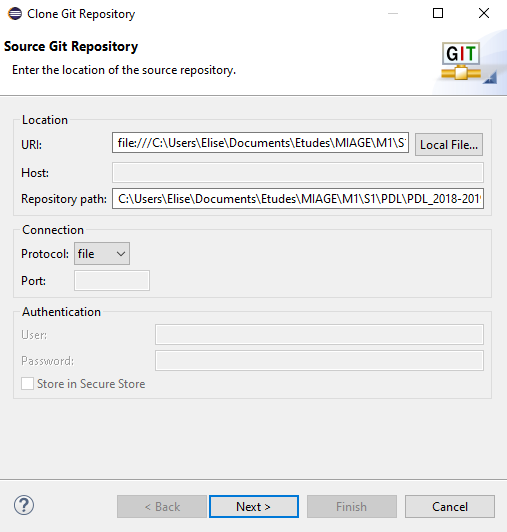 Clone Git Repository
Source Git Repository
Enter the location of the source repository.
GIT
Location
URI: file:///C:\Users\Elise\Documents\Etudes\MIAGE\M1\S1 Local File...
Host:
Repository path: C:\Users\Elise\Documents\Etudes\MIAGE\M1\S1\PDL\PDL_2018-2019
Connection
Protocol: file
Port:
Authentication
User:
Password:
Store in Secure Store
? < Back Next > Finish Cancel